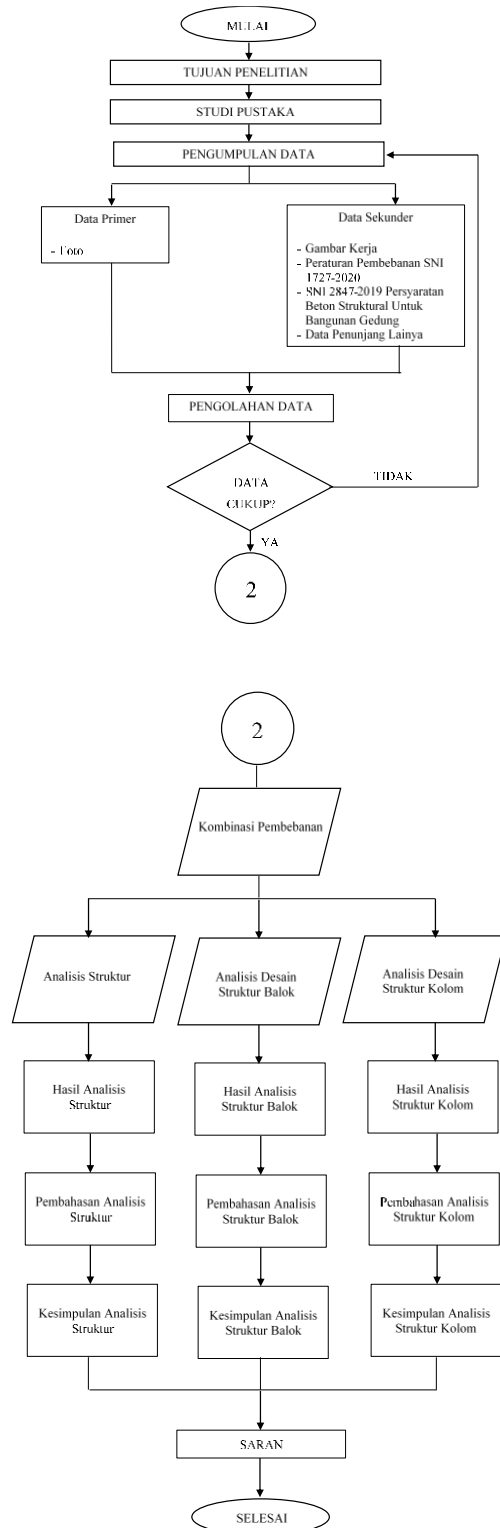 MULAI
TUJUAN PENELITIAN
STUDI PUSTAKA
PENGUMPULAN DATA
Data Primer
- Foto
Data Sekunder
- Gambar Kerja
- Peraturan Pembebanan SNI
1727-2020
- SNI 2847-2019 Persyaratan
Beton Struktural Untuk
Bangunan Gedung
- Data Penunjang Lainya
PENGOLAHAN DATA
DATA
CUKUP?
TIDAK
YA
2
2
Kombinasi Pembebanan
Analisis Struktur
Analisis Desain
Struktur Balok
Analisis Desain
Struktur Kolom
Hasil Analisis
Struktur
Hasil Analisis
Struktur Balok
Hasil Analisis
Struktur Kolom
Pembahasan Analisis
Struktur
Pembahasan Analisis
Struktur Balok
Pembahasan Analisis
Struktur Kolom
Kesimpulan Analisis
Struktur
Kesimpulan Analisis
Struktur Balok
Kesimpulan Analisis
Struktur Kolom
SARAN
SELESAI